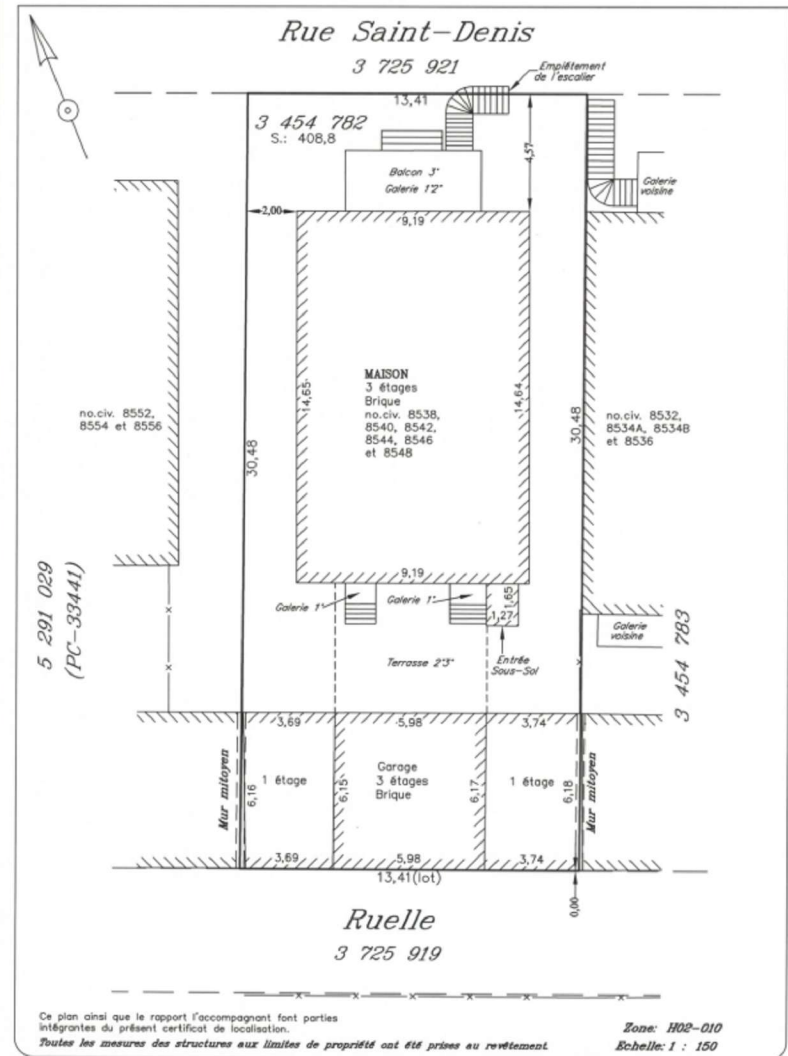 Rue Saint-Denis
3 725 921
Empiétement
de l'escalier
13,41
3 454 782
S.: 408,8
4,57
Balcon 3°
Galerie 1°2°
Galerie
voisine
2,00
9,19
14,65
MAISON
3 étages
Brique
no.civ. 8538,
8540, 8542,
8544, 8546
et 8548
14,64
no.civ. 8552,
8554 et 8556
30,48
30,48
no.civ. 8532,
8534A, 8534B
et 8536
9,19
Galerie 1°
Galerie 1°
1,65
1,27
5 291 029
(PC-33441)
Terrasse 2°3°
Entrée
Sous-Sol
Galerie
voisine
3 454 783
3,69
5,98
3,74
Mur mitoyen
6,16
1 étage
6,15
Garage
3 étages
Brique
6,17
1 étage
6,18
Mur mitoyen
3,69
5,98
3,74
13,41(lot)
0,00
Ruelle
3 725 919
Ce plan ainsi que le rapport l'accompagnant font parties
intégrantes du présent certificat de localisation.
Toutes les mesures des structures aux limites de propriété ont été prises au revêtement
Zone: H02-010
Echelle: 1 : 150